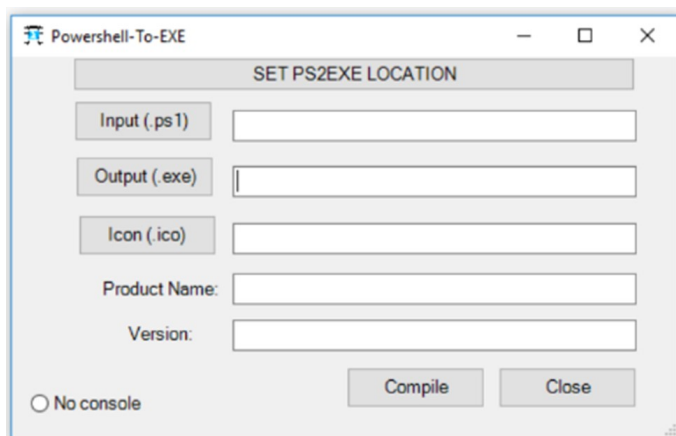 Powershell-To-EXE
SET PS2EXE LOCATION
Input (.ps1)
Output (.exe)
Icon (.ico)
Product Name:
Version:
Compile
Close
No console